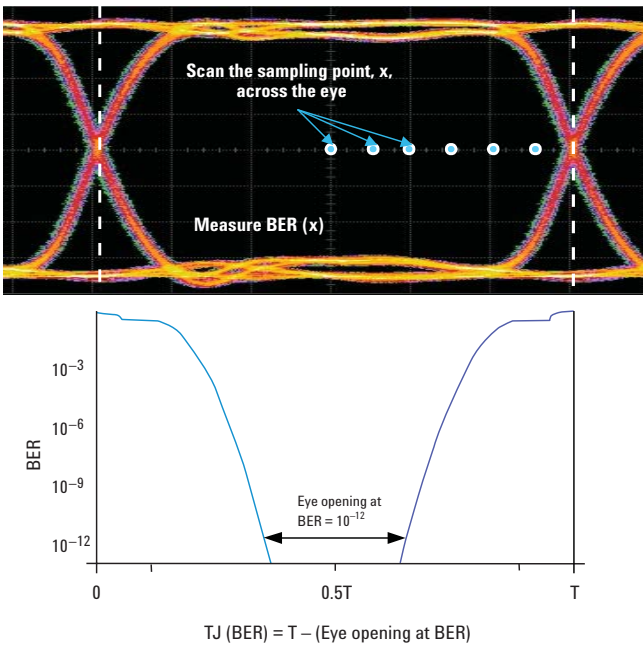 Scan the sampling point, x,
across the eye
Measure BER (x)
10⁻³
10⁻⁶
BER
10⁻⁹
Eye opening at
BER = 10⁻¹²
10⁻¹²
0
0.5T
T
TJ (BER) = T – (Eye opening at BER)